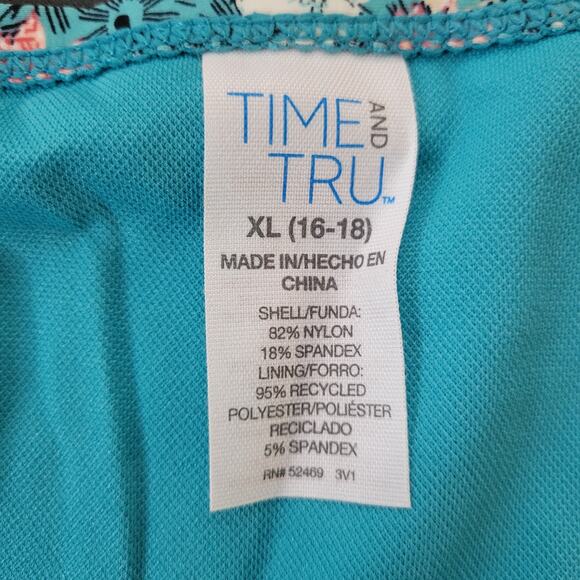 TIME AND
TRU™
XL (16-18)
MADE IN/HECHO EN
CHINA
SHELL/FUNDA:
82% NYLON
18% SPANDEX
LINING/FORRO:
95% RECYCLED
POLYESTER/POLIÉSTER
RECICLADO
5% SPANDEX
RN# 52469 3V1